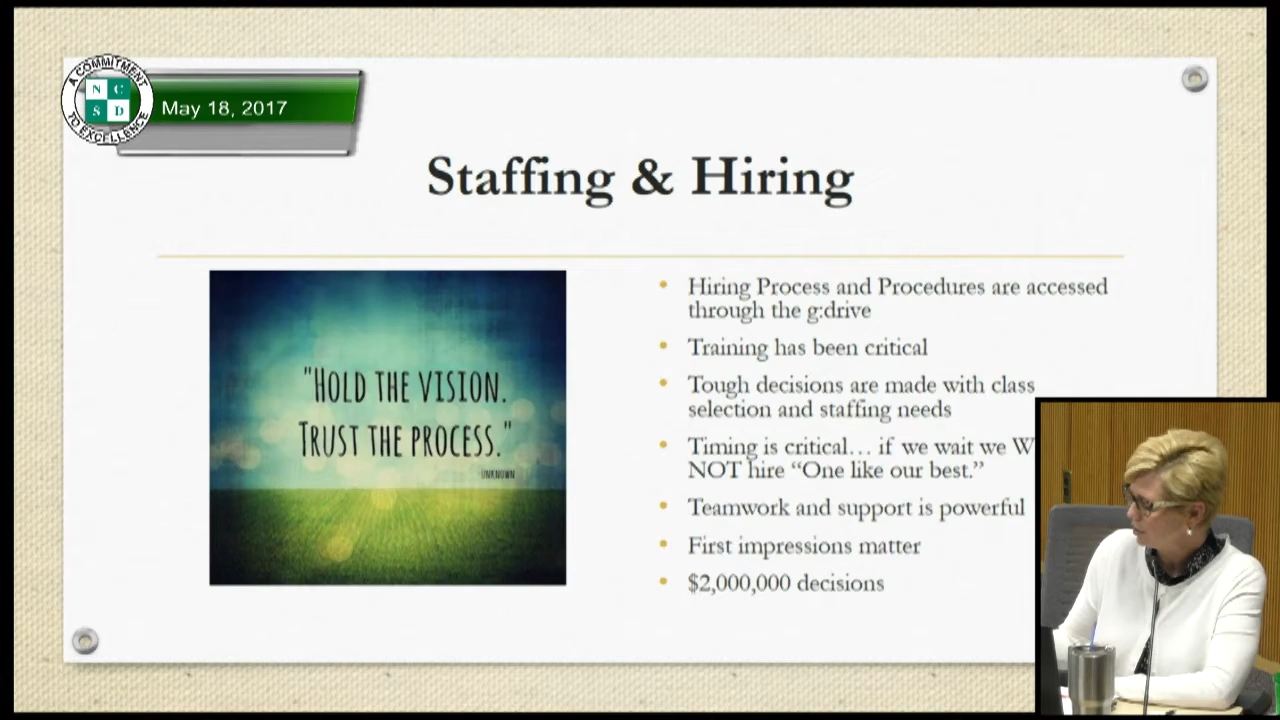 A COMMITMENT
N C
S D
TO EXCELLENCE
May 18, 2017
Staffing & Hiring
"HOLD THE VISION.
TRUST THE PROCESS."
UNKNOWN
• Hiring Process and Procedures are accessed
through the g:drive
• Training has been critical
• Tough decisions are made with class
selection and staffing needs
• Timing is critical… if we wait we W
NOT hire “One like our best.”
• Teamwork and support is powerful
• First impressions matter
• $2,000,000 decisions